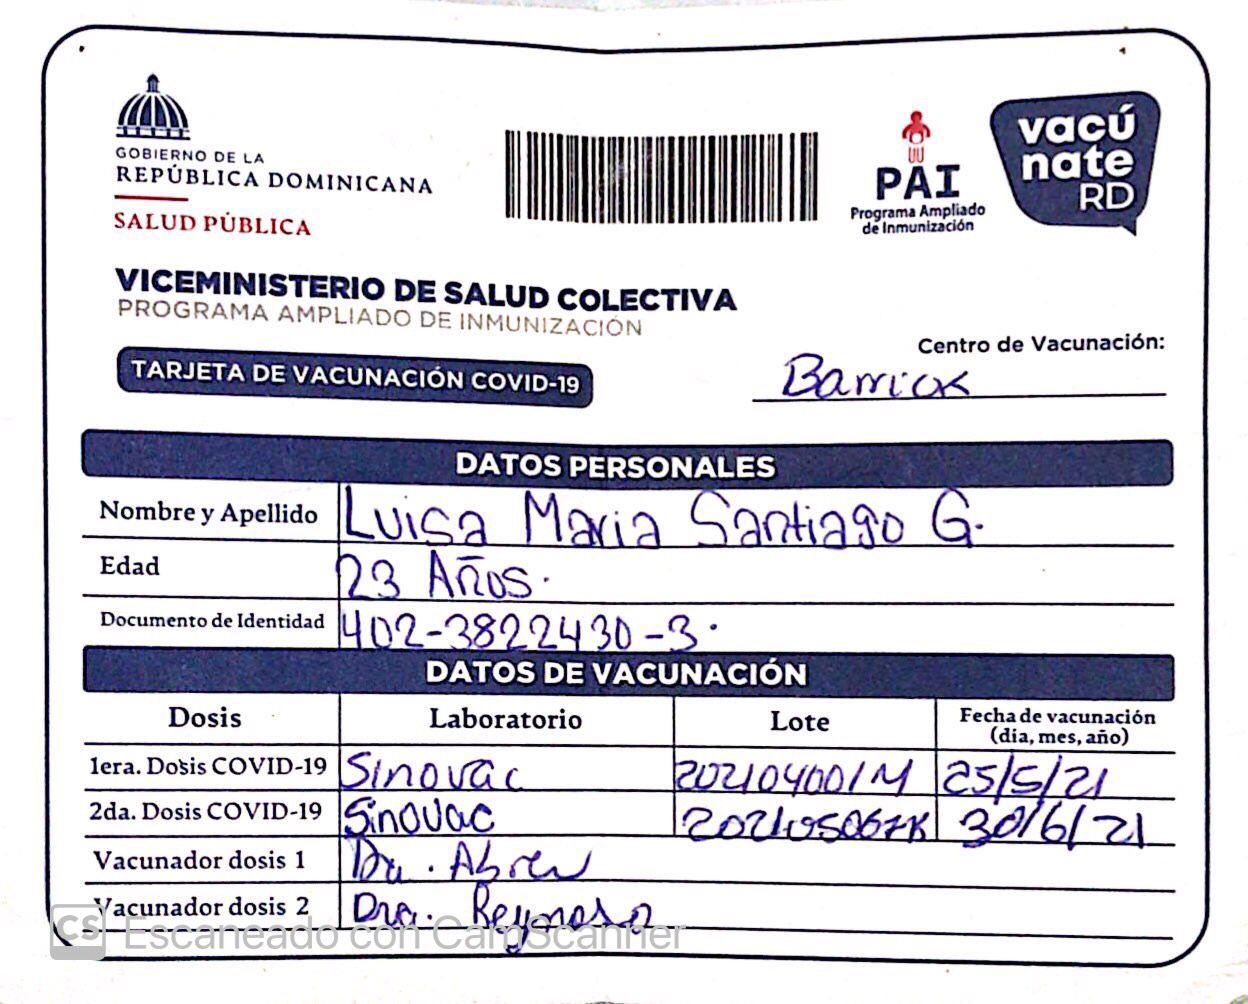 GOBIERNO DE LA
REPÚBLICA DOMINICANA
SALUD PÚBLICA
PAI
Programa Ampliado
de Inmunización
vacú
nate
RD
VICEMINISTERIO DE SALUD COLECTIVA
PROGRAMA AMPLIADO DE INMUNIZACIÓN
TARJETA DE VACUNACIÓN COVID-19
Centro de Vacunación:
Barrick
DATOS PERSONALES
Nombre y Apellido Luisa Maria Santiago G.
Edad 23 Años.
Documento de Identidad 402-3822430-3.
DATOS DE VACUNACIÓN
Dosis Laboratorio Lote Fecha de vacunación
(día, mes, año)
1era. Dosis COVID-19 Sinovac 202104001M 25/5/21
2da. Dosis COVID-19 Sinovac 30/6/21
Vacunador dosis 1 Dra. Abreu
Vacunador dosis 2 Dra. Reynoso
CS Escaneado con CamScanner